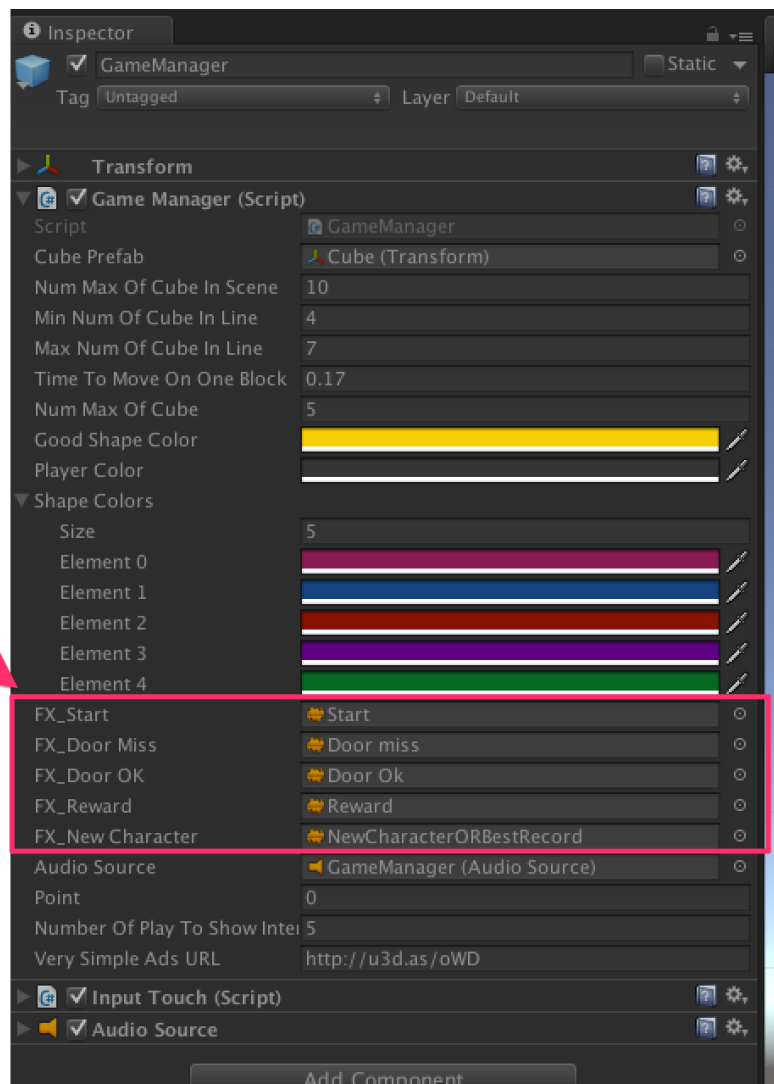 Inspector
GameManager Static
Tag Untagged Layer Default
Transform
Game Manager (Script)
Script GameManager
Cube Prefab Cube (Transform)
Num Max Of Cube In Scene 10
Min Num Of Cube In Line 4
Max Num Of Cube In Line 7
Time To Move On One Block 0.17
Num Max Of Cube 5
Good Shape Color
Player Color
Shape Colors
Size 5
Element 0
Element 1
Element 2
Element 3
Element 4
FX_Start Start
FX_Door Miss Door miss
FX_Door OK Door Ok
FX_Reward Reward
FX_New Character NewCharacterORBestRecord
Audio Source GameManager (Audio Source)
Point 0
Number Of Play To Show Inter 5
Very Simple Ads URL http://u3d.as/oWD
Input Touch (Script)
Audio Source
Add Component